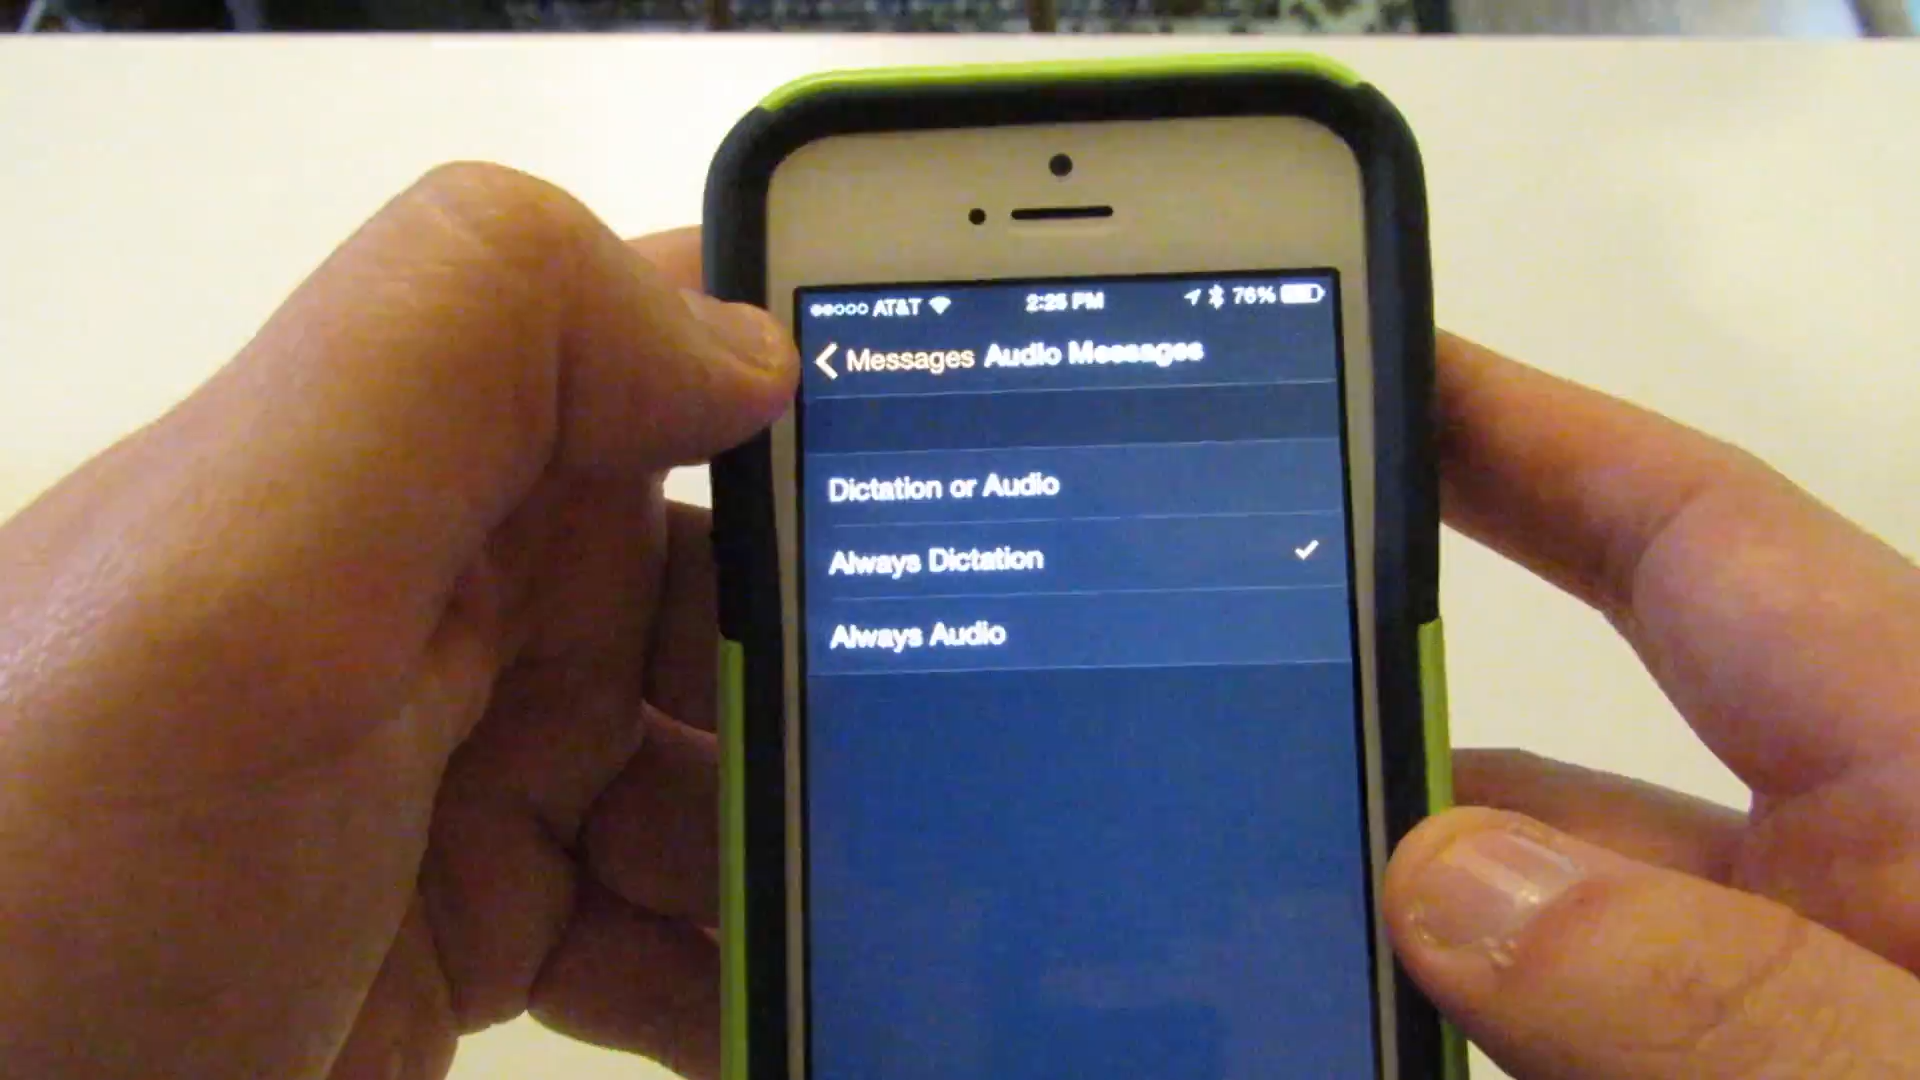 AT&T 2:25 PM 76%
Messages Audio Messages
Dictation or Audio
Always Dictation
Always Audio